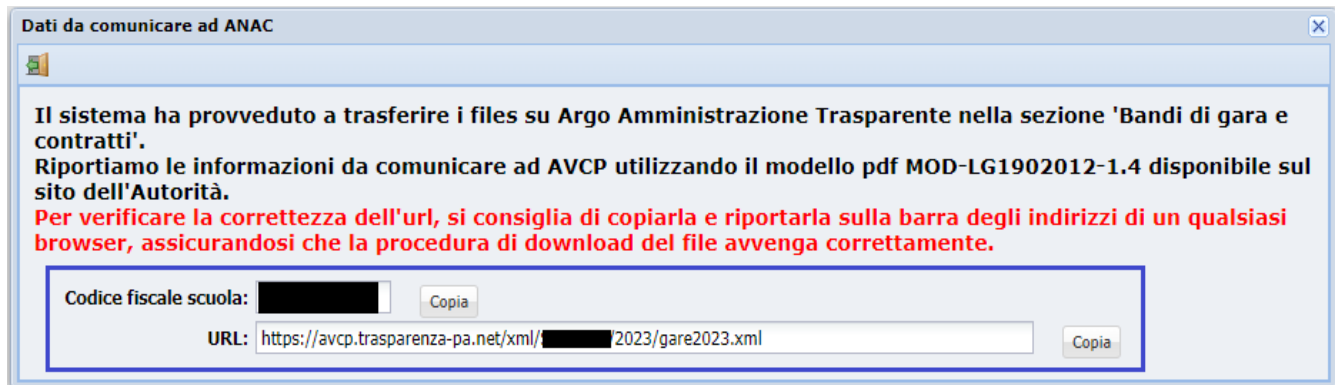 Dati da comunicare ad ANAC
Il sistema ha provveduto a trasferire i files su Argo Amministrazione Trasparente nella sezione 'Bandi di gara e
contratti'.
Riportiamo le informazioni da comunicare ad AVCP utilizzando il modello pdf MOD-LG1902012-1.4 disponibile sul
sito dell'Autorità.
Per verificare la correttezza dell'url, si consiglia di copiarla e riportarla sulla barra degli indirizzi di un qualsiasi
browser, assicurandosi che la procedura di download del file avvenga correttamente.
Codice fiscale scuola: Copia
URL: https://avcp.trasparenza-pa.net/xml/ /2023/gare2023.xml Copia